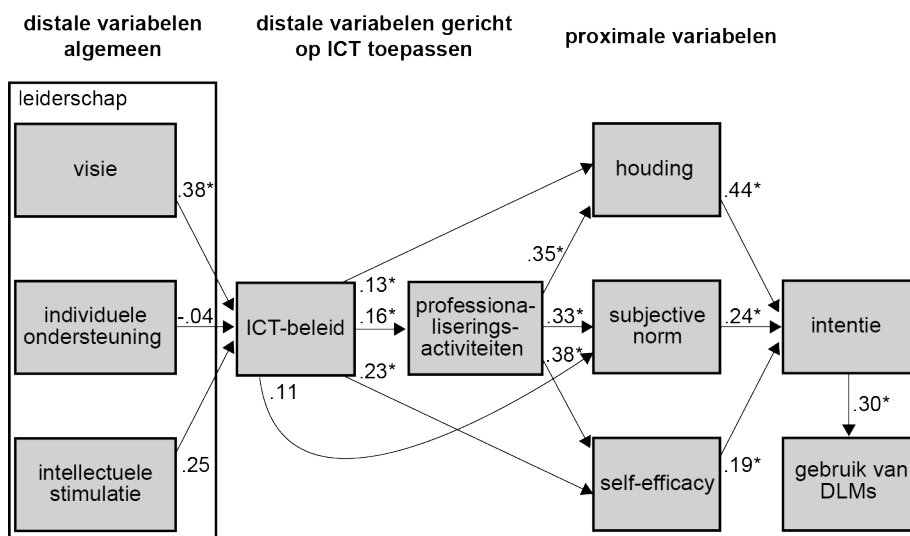 distale variabelen
algemeen
distale variabelen gericht
op ICT toepassen
proximale variabelen
leiderschap
visie
.38*
individuele
ondersteuning
-.04
intellectuele
stimulatie
.25
ICT-beleid
.13*
.16*
.23*
.11
professiona-
liserings-
activiteiten
.35*
.33*
.38*
houding
.44*
subjective
norm
.24*
self-efficacy
.19*
intentie
.30*
gebruik van
DLMs